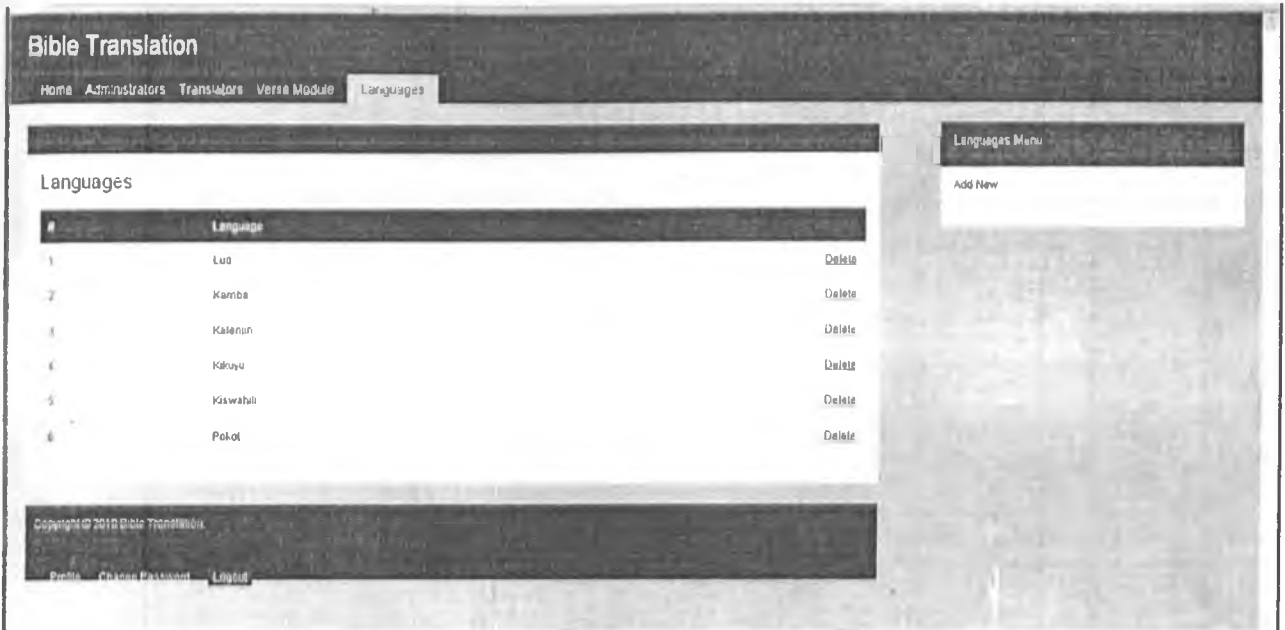 Bible Translation
Home Administrators Translators Verse Module Languages
Languages Menu
Add New
Languages
# Language
1 Luo Delete
2 Kamba Delete
3 Kalenjin Delete
4 Kikuyu Delete
5 Kiswahili Delete
6 Pokot Delete
Copyright © 2010 Bible Translation.
Profile Change Password Logout